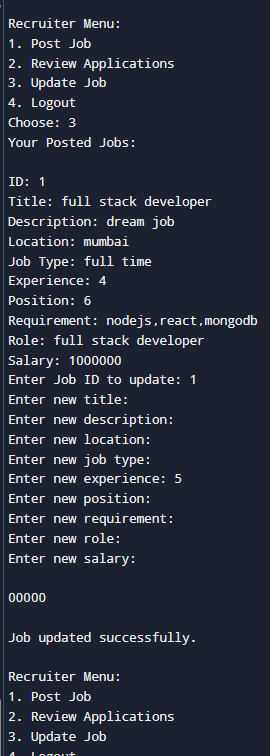 Recruiter Menu:
1. Post Job
2. Review Applications
3. Update Job
4. Logout
Choose: 3
Your Posted Jobs:
ID: 1
Title: full stack developer
Description: dream job
Location: mumbai
Job Type: full time
Experience: 4
Position: 6
Requirement: nodejs,react,mongodb
Role: full stack developer
Salary: 1000000
Enter Job ID to update: 1
Enter new title:
Enter new description:
Enter new location:
Enter new job type:
Enter new experience: 5
Enter new position:
Enter new requirement:
Enter new role:
Enter new salary:
00000
Job updated successfully.
Recruiter Menu:
1. Post Job
2. Review Applications
3. Update Job
4. Logout